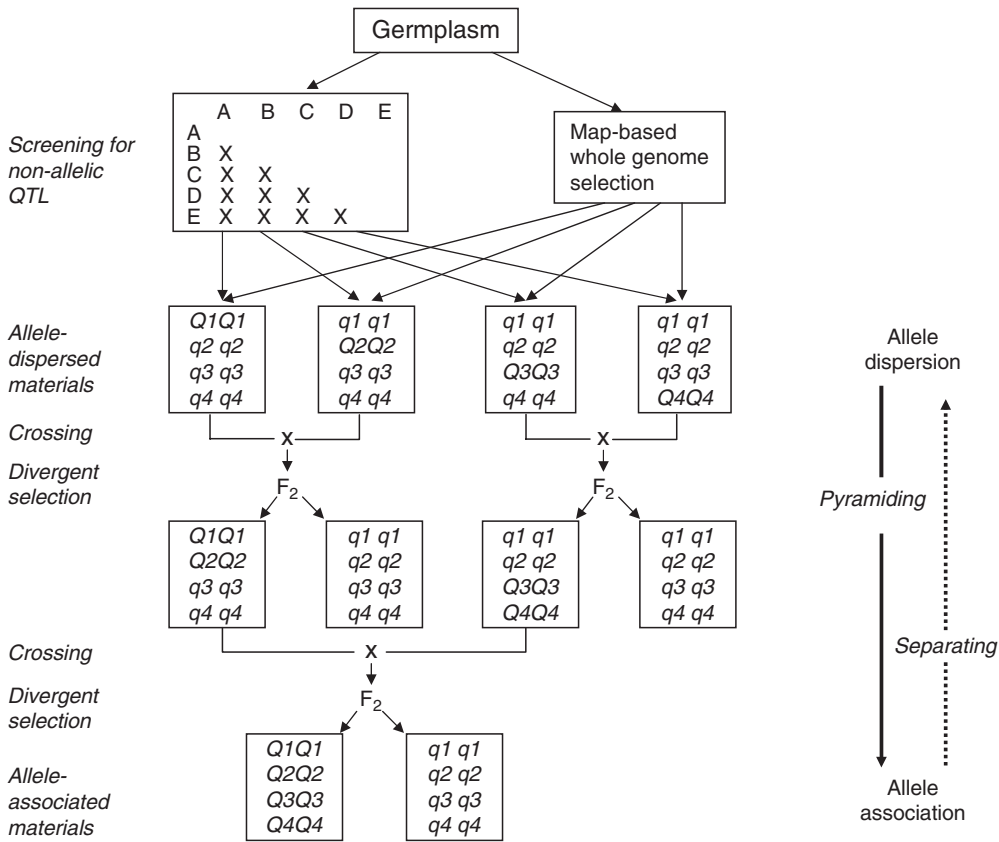 Germplasm
Screening for
non-allelic
QTL
A B C D E
A
B X
C X X
D X X X
E X X X X
Map-based
whole genome
selection
Allele-
dispersed
materials
Q1Q1
q2 q2
q3 q3
q4 q4
q1 q1
Q2Q2
q3 q3
q4 q4
q1 q1
q2 q2
Q3Q3
q4 q4
q1 q1
q2 q2
q3 q3
Q4Q4
Allele
dispersion
Crossing
X
X
Divergent
selection
F2
F2
Pyramiding
Q1Q1
Q2Q2
q3 q3
q4 q4
q1 q1
q2 q2
q3 q3
q4 q4
q1 q1
q2 q2
Q3Q3
Q4Q4
q1 q1
q2 q2
q3 q3
q4 q4
Separating
Crossing
X
Divergent
selection
F2
Allele-
associated
materials
Q1Q1
Q2Q2
Q3Q3
Q4Q4
q1 q1
q2 q2
q3 q3
q4 q4
Allele
association